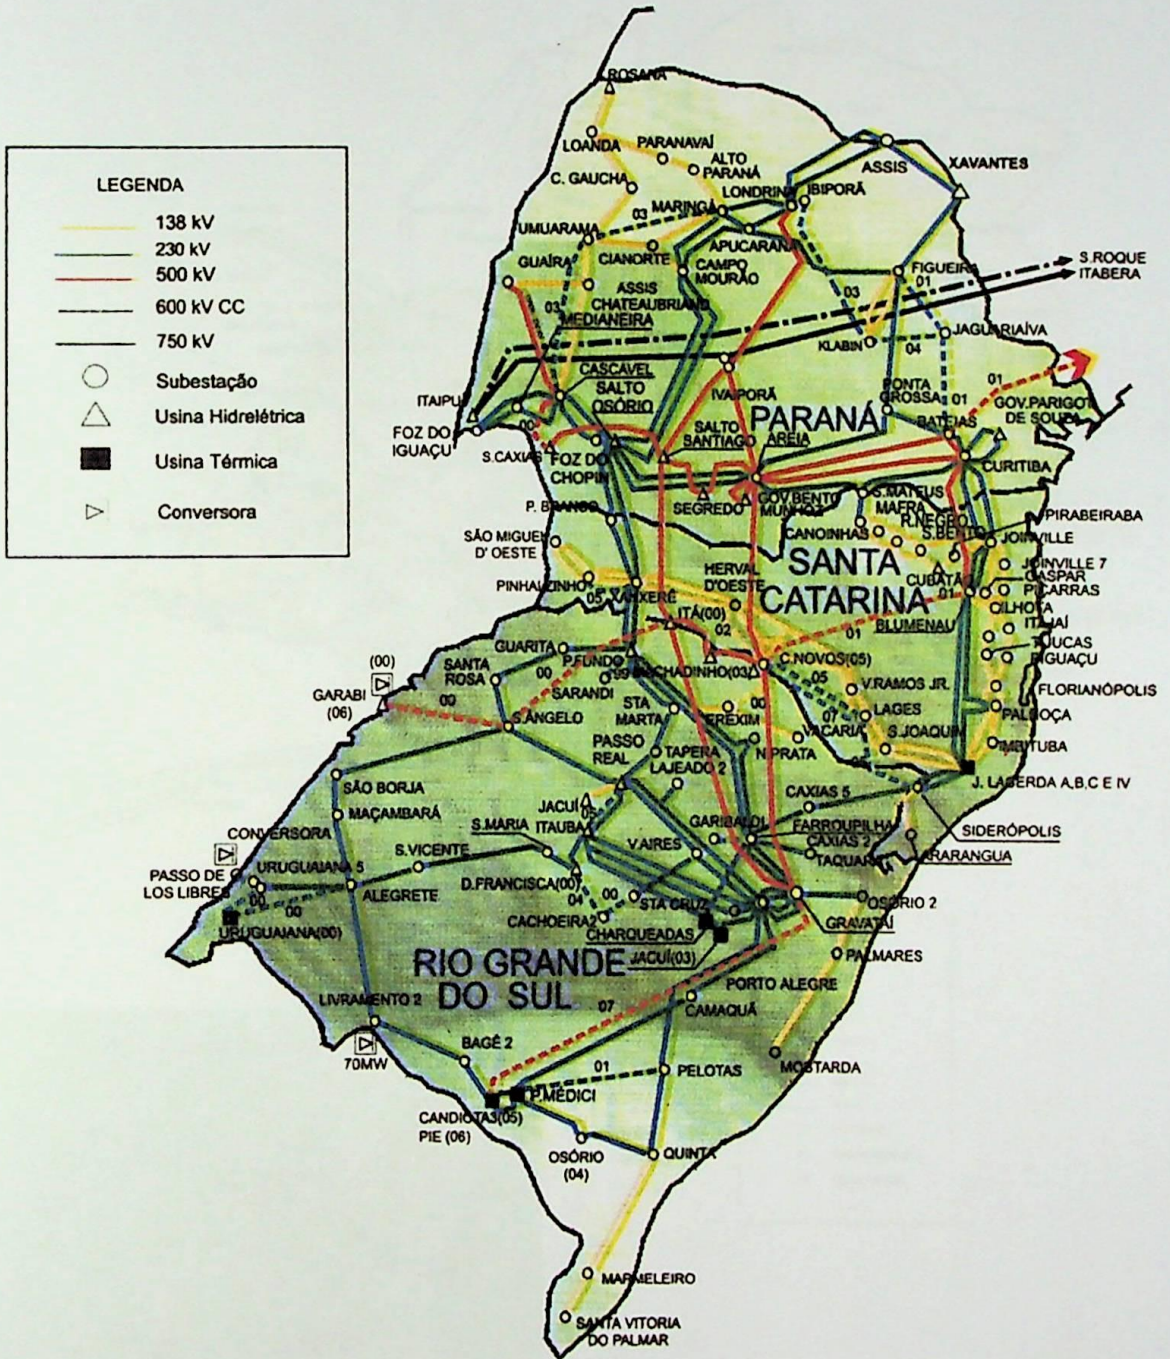 LEGENDA
138 kV
230 kV
500 kV
600 kV CC
750 kV
Subestação
Usina Hidrelétrica
Usina Térmica
Conversora
ROSANA
LOANDA
PARANAVAÍ
ALTO
PARANÁ
C. GAUCHA
LONDRINA
IBIPORÃ
ASSIS
XAVANTES
MARINGÁ
03
UMUARAMA
CIANORTE
APUCARANA
CAMPO
MOURÃO
GUAÍRA
ASSIS
CHATEAUBRIAND
03
MEDIANEIRA
FIGUEIRA
01
03
S.ROQUE
ITABERA
KLABIN
04
JAGUARIAÍVA
CASCAVEL
SALTO
OSÓRIO
IVAIPORÃ
PONTA
GROSSA
01
01
GOV.PARIGOT
DE SOUZA
BATEIAS
ITAIPU
FOZ DO
IGUAÇU
00
S.CAXIAS
FOZ DO
CHOPIN
SALTO
SANTIAGO
PARANÁ
AREIA
CURITIBA
SEGREDO
GOV.BENTO
MUNHOZ
S.MATEUS
MAFRA
R.NEGRO
S.BENTO
P. BRANCO
CANOINHAS
PIRABEIRABA
JOINVILLE
SÃO MIGUEL
D' OESTE
SANTA
CATARINA
HERVAL
D'OESTE
CUBATÃO
JOINVILLE 7
GASPAR
PIÇARRAS
PINHALZINHO
05
XANXERÊ
01
ILHOTA
ITAJAÍ
BLUMENAU
TIJUCAS
BIGUAÇU
ITÁ(00)
02
01
GUARITA
P.FUNDO
MACHADINHO(03)
C.NOVOS(05)
(00)
GARABI
(06)
SANTA
ROSA
00
99
SARANDI
05
V.RAMOS JR.
FLORIANÓPOLIS
00
S.ÂNGELO
STA
MARTA
EREXIM
00
07
LAGES
PALHOÇA
VACARIA
S.JOAQUIM
IMBITUBA
PASSO
REAL
TAPERA
LAJEADO 2
N.PRATA
SÃO BORJA
J. LACERDA A,B,C E IV
MAÇAMBARÁ
JACUÍ
05
ITAUBA
CAXIAS 5
CONVERSORA
S.MARIA
GARIBALDI
FARROUPILHA
CAXIAS 2
SIDERÓPOLIS
V.AIRES
TAQUARA
ARARANGUA
PASSO DE
LOS LIBRES
URUGUAIANA 5
S.VICENTE
ALEGRETE
D.FRANCISCA(00)
04
00
00
00
URUGUAIANA(00)
CACHOEIRA2
STA CRUZ
OSÓRIO 2
CHARQUEADAS
GRAVATAÍ
JACUÍ(03)
PALMARES
RIO GRANDE
DO SUL
PORTO ALEGRE
07
CAMAQUÃ
LIVRAMENTO 2
70MW
BAGÉ 2
MOSTARDA
01
PELOTAS
P.MÉDICI
CANDIOTA3(05)
PIE (06)
OSÓRIO
(04)
QUINTA
MARMELEIRO
SANTA VITORIA
DO PALMAR